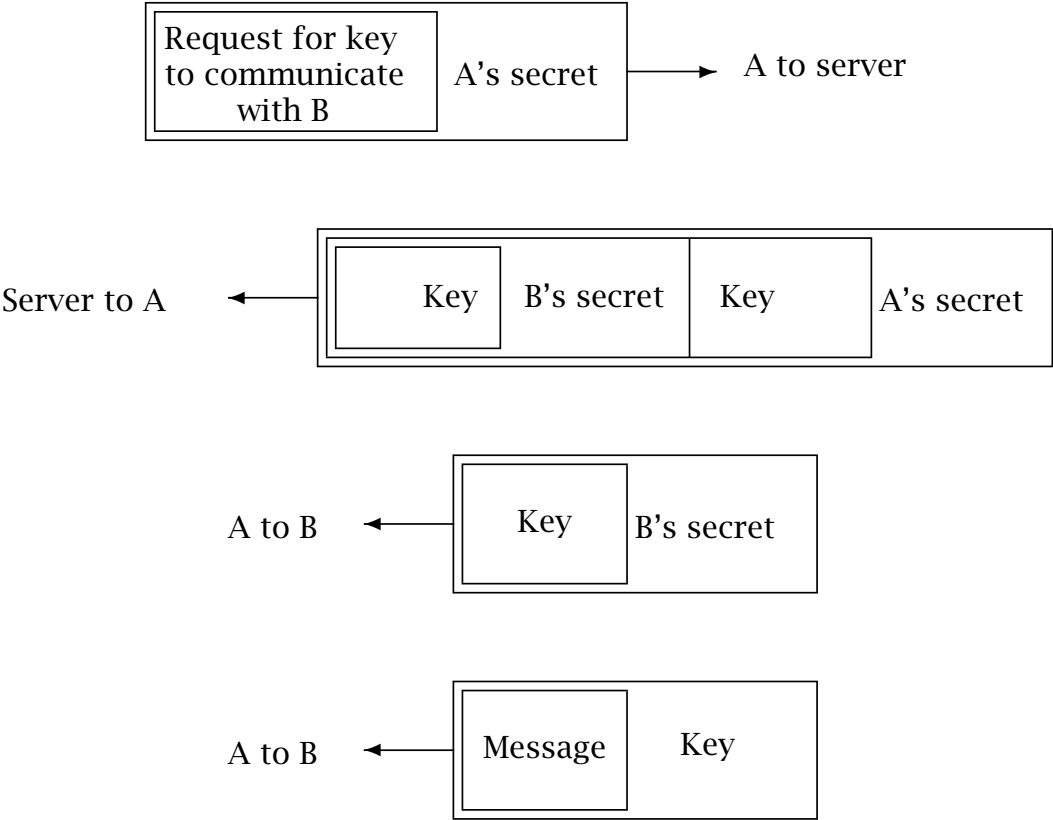 Request for key
to communicate
with B
A's secret
A to server
Server to A
Key
B's secret
Key
A's secret
A to B
Key
B's secret
A to B
Message
Key